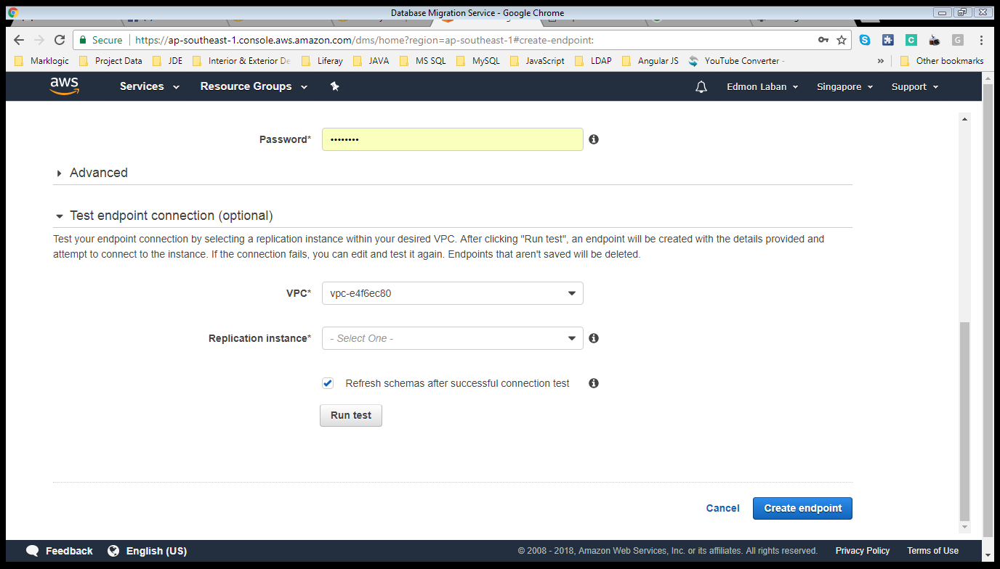 Database Migration Service - Google Chrome
Secure https://ap-southeast-1.console.aws.amazon.com/dms/home?region=ap-southeast-1#create-endpoint:
Marklogic Project Data JDE Interior & Exterior De Liferay JAVA MS SQL MySQL JavaScript LDAP Angular JS YouTube Converter - » Other bookmarks
aws Services Resource Groups Edmon Laban Singapore Support
Password* ••••••••
Advanced
Test endpoint connection (optional)
Test your endpoint connection by selecting a replication instance within your desired VPC. After clicking "Run test", an endpoint will be created with the details provided and
attempt to connect to the instance. If the connection fails, you can edit and test it again. Endpoints that aren't saved will be deleted.
VPC* vpc-e4f6ec80
Replication instance* - Select One -
Refresh schemas after successful connection test
Run test
Cancel Create endpoint
Feedback English (US) © 2008 - 2018, Amazon Web Services, Inc. or its affiliates. All rights reserved. Privacy Policy Terms of Use